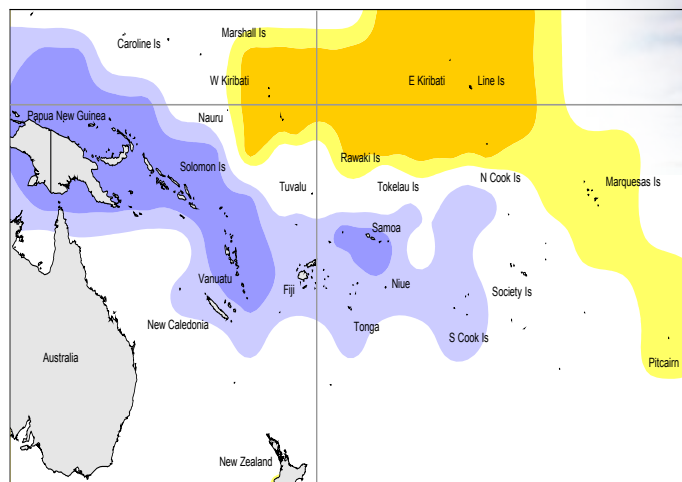 Marshall Is
Caroline Is
W Kiribati
E Kiribati
Line Is
Nauru
Papua New Guinea
Rawaki Is
Solomon Is
N Cook Is
Marquesas Is
Tuvalu
Tokelau Is
Samoa
Vanuatu
Niue
Fiji
Society Is
New Caledonia
Tonga
S Cook Is
Australia
Pitcairn
New Zealand